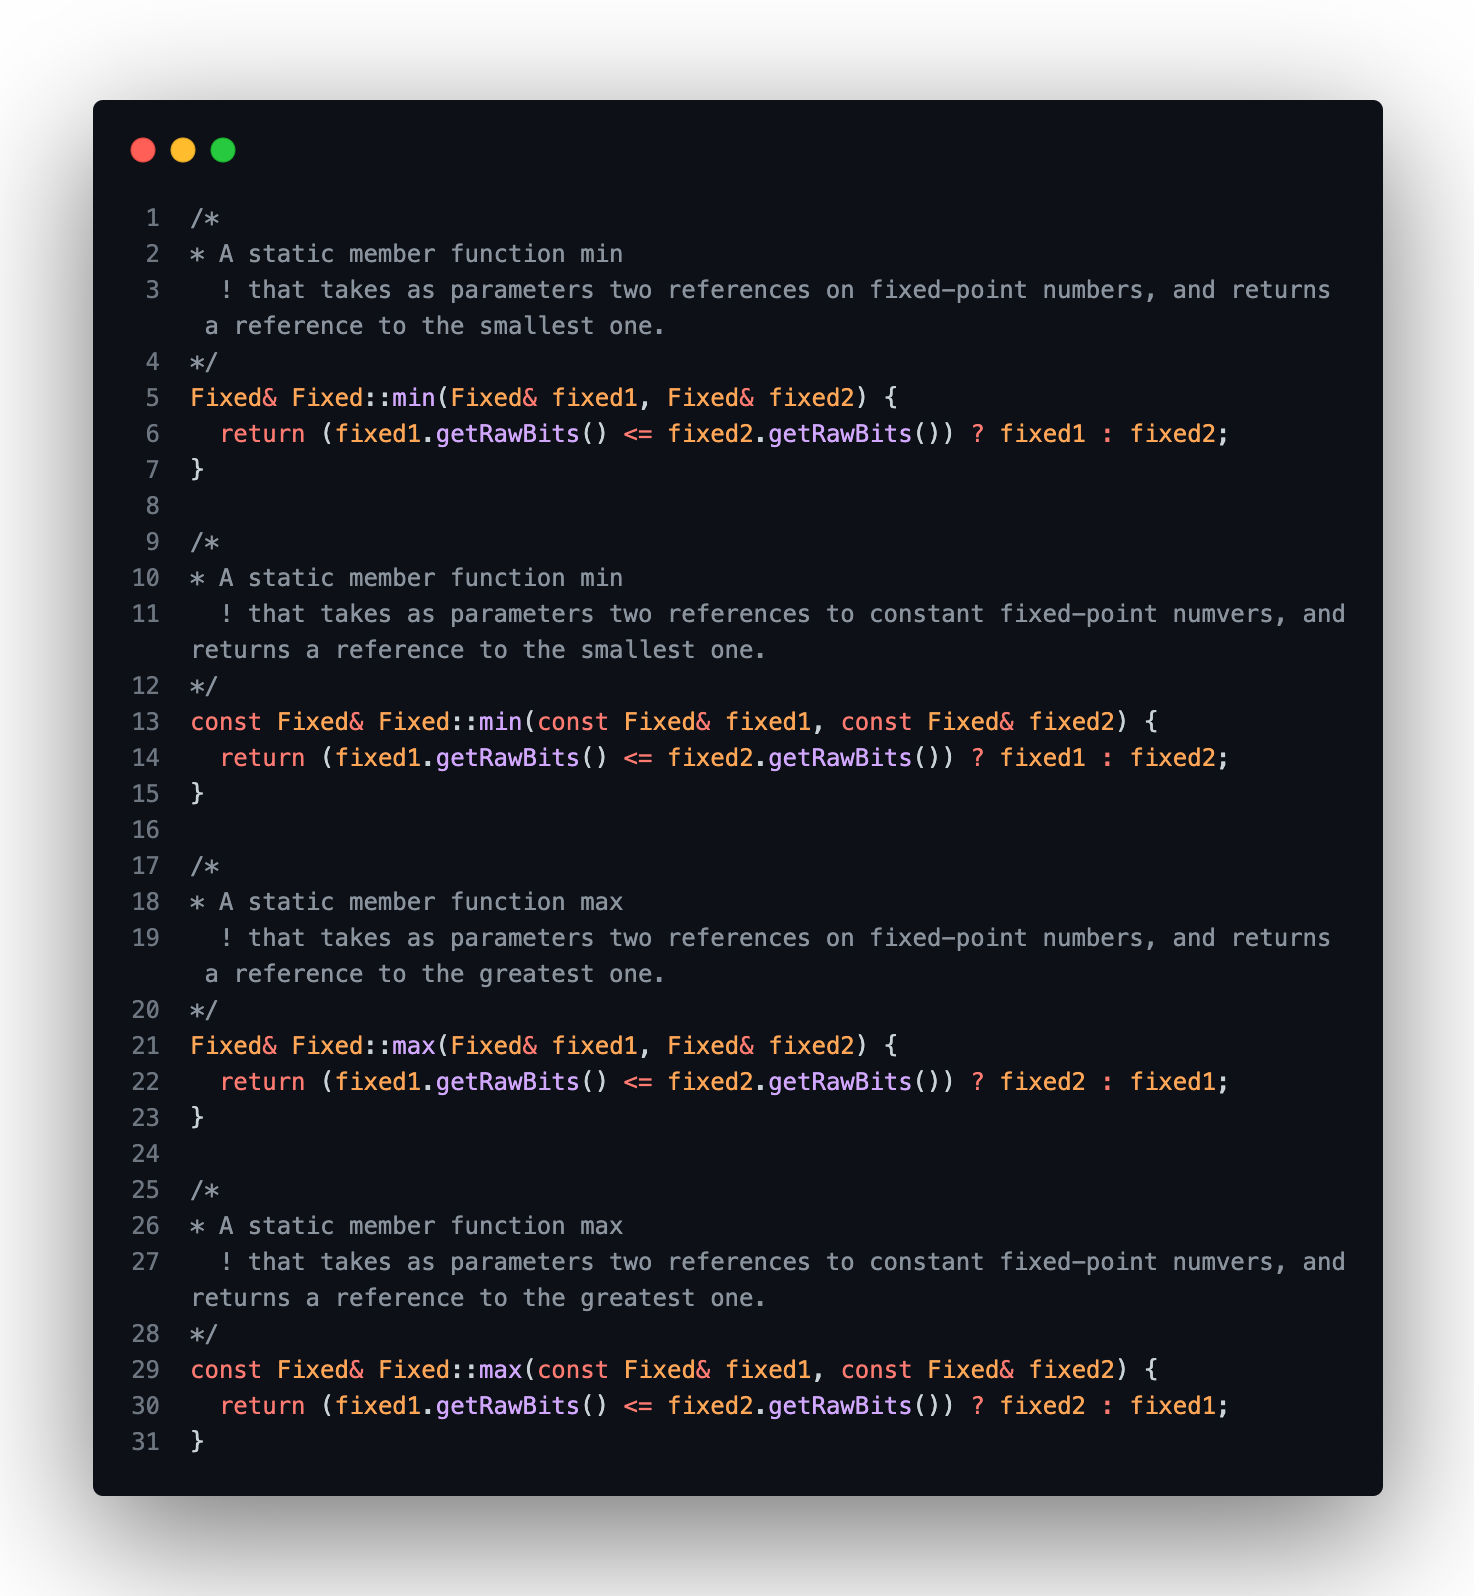 1 /*
2 * A static member function min
3   ! that takes as parameters two references on fixed-point numbers, and returns
 a reference to the smallest one.
4 */
5 Fixed& Fixed::min(Fixed& fixed1, Fixed& fixed2) {
6   return (fixed1.getRawBits() <= fixed2.getRawBits()) ? fixed1 : fixed2;
7 }
8
9 /*
10 * A static member function min
11   ! that takes as parameters two references to constant fixed-point numvers, and
returns a reference to the smallest one.
12 */
13 const Fixed& Fixed::min(const Fixed& fixed1, const Fixed& fixed2) {
14   return (fixed1.getRawBits() <= fixed2.getRawBits()) ? fixed1 : fixed2;
15 }
16
17 /*
18 * A static member function max
19   ! that takes as parameters two references on fixed-point numbers, and returns
 a reference to the greatest one.
20 */
21 Fixed& Fixed::max(Fixed& fixed1, Fixed& fixed2) {
22   return (fixed1.getRawBits() <= fixed2.getRawBits()) ? fixed2 : fixed1;
23 }
24
25 /*
26 * A static member function max
27   ! that takes as parameters two references to constant fixed-point numvers, and
returns a reference to the greatest one.
28 */
29 const Fixed& Fixed::max(const Fixed& fixed1, const Fixed& fixed2) {
30   return (fixed1.getRawBits() <= fixed2.getRawBits()) ? fixed2 : fixed1;
31 }